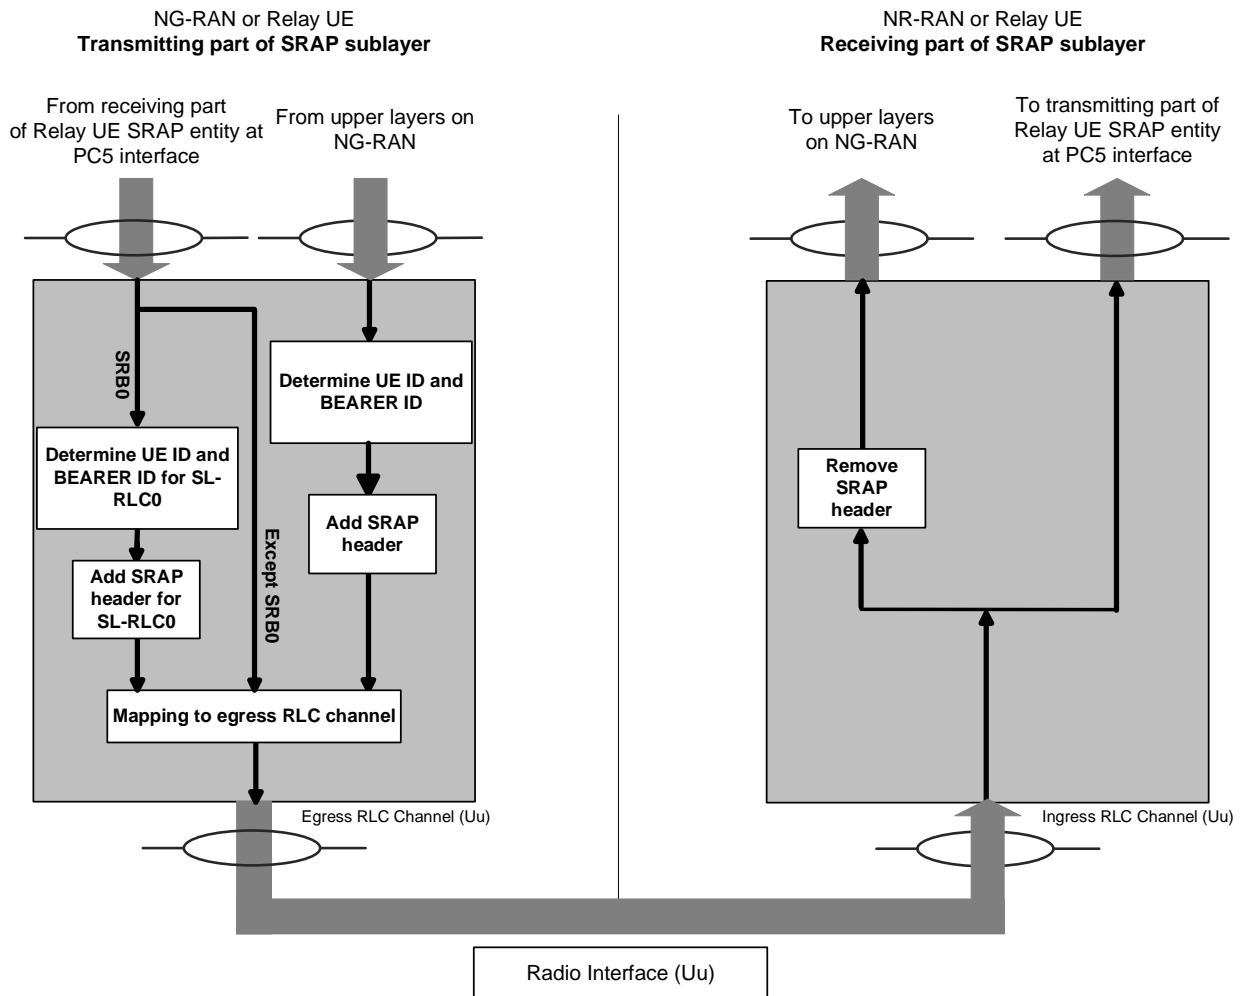 NG-RAN or Relay UE
Transmitting part of SRAP sublayer
NR-RAN or Relay UE
Receiving part of SRAP sublayer
From receiving part
of Relay UE SRAP entity at
PC5 interface
From upper layers on
NG-RAN
To upper layers
on NG-RAN
To transmitting part of
Relay UE SRAP entity
at PC5 interface
SRB0
Except SRB0
Determine UE ID and
BEARER ID
Determine UE ID and
BEARER ID for SL-
RLC0
Add SRAP
header
Add SRAP
header for
SL-RLC0
Mapping to egress RLC channel
Remove
SRAP
header
Egress RLC Channel (Uu)
Ingress RLC Channel (Uu)
Radio Interface (Uu)